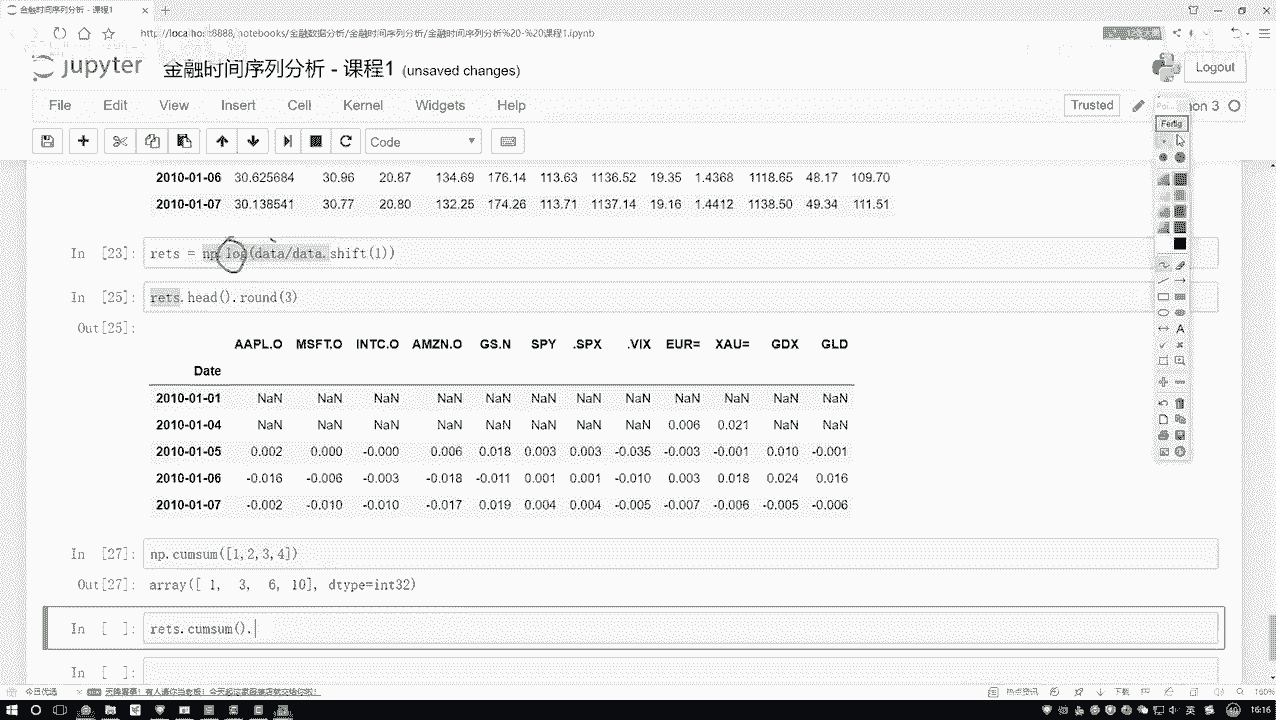 金融时间序列分析 - 课程1
http://localhost:8888/notebooks/金融数据分析/金融时间序列分析/金融时间序列分析%20-%20课程1.ipynb
jupyter 金融时间序列分析 - 课程1 (unsaved changes)
Logout
File Edit View Insert Cell Kernel Widgets Help
Trusted
on 3
Fertig
Code
2010-01-06 30.625684 30.96 20.87 134.69 176.14 113.63 1136.52 19.35 1.4368 1118.65 48.17 109.70
2010-01-07 30.138541 30.77 20.80 132.25 174.26 113.71 1137.14 19.16 1.4412 1138.50 49.34 111.51
In [23]: rets = np.log(data/data.shift(1))
In [25]: rets.head().round(3)
Out[25]:
AAPL.O MSFT.O INTC.O AMZN.O GS.N SPY .SPX .VIX EUR= XAU= GDX GLD
Date
2010-01-01 NaN NaN NaN NaN NaN NaN NaN NaN NaN NaN NaN NaN
2010-01-04 NaN NaN NaN NaN NaN NaN NaN NaN 0.006 0.021 NaN NaN
2010-01-05 0.002 0.000 -0.000 0.006 0.018 0.003 0.003 -0.035 -0.003 -0.001 0.010 -0.001
2010-01-06 -0.016 -0.006 -0.003 -0.018 -0.011 0.001 0.001 -0.010 0.003 0.018 0.024 0.016
2010-01-07 -0.002 -0.010 -0.010 -0.017 0.019 0.004 0.004 -0.005 -0.007 -0.006 -0.005 -0.006
In [27]: np.cumsum([1,2,3,4])
Out[27]: array([ 1, 3, 6, 10], dtype=int32)
In [ ]: rets.cumsum().
In [ ]:
今日优选
热点资讯 下载 160%
英 16:16